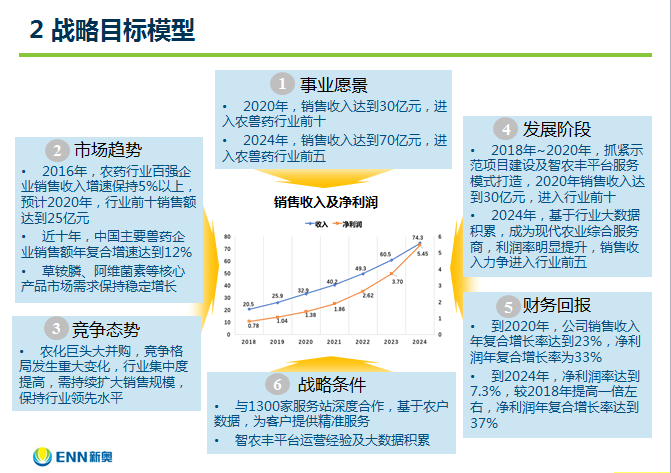 2 战略目标模型
1 事业愿景
• 2020年，销售收入达到30亿元，进
入农兽药行业前十
• 2024年，销售收入达到70亿元，进
入农兽药行业前五
2 市场趋势
• 2016年，农药行业百强企
业销售收入增速保持5%以上，
预计2020年，行业前十销售额
达到25亿元
• 近十年，中国主要兽药企
业销售额年复合增速达到12%
• 草铵膦、阿维菌素等核心
产品市场需求保持稳定增长
3 竞争态势
• 农化巨头大并购，竞争格
局发生重大变化，行业集中度
提高，需持续扩大销售规模，
保持行业领先水平
销售收入及净利润
收入 净利润
80
70
60
50
40
30
20
10
0
6
5
4
3
2
1
0
20.5 25.9 32.9 40.2 49.3 60.5 74.3
0.78 1.04 1.38 1.86 2.62 3.70 5.45
2018 2019 2020 2021 2022 2023 2024
4 发展阶段
• 2018年~2020年，抓紧示
范项目建设及智农丰平台服务
模式打造，2020年销售收入达
到30亿元，进入行业前十
• 2024年，基于行业大数据
积累，成为现代农业综合服务
商，利润率明显提升，销售收
入力争进入行业前五
5 财务回报
• 到2020年，公司销售收入
年复合增长率达到23%，净利
润年复合增长率为33%
• 到2024年，净利润率达到
7.3%，较2018年提高一倍左
右，净利润年复合增长率达到
37%
6 战略条件
• 与1300家服务站深度合作，基于农户
数据，为客户提供精准服务
• 智农丰平台运营经验及大数据积累
ENN新奥